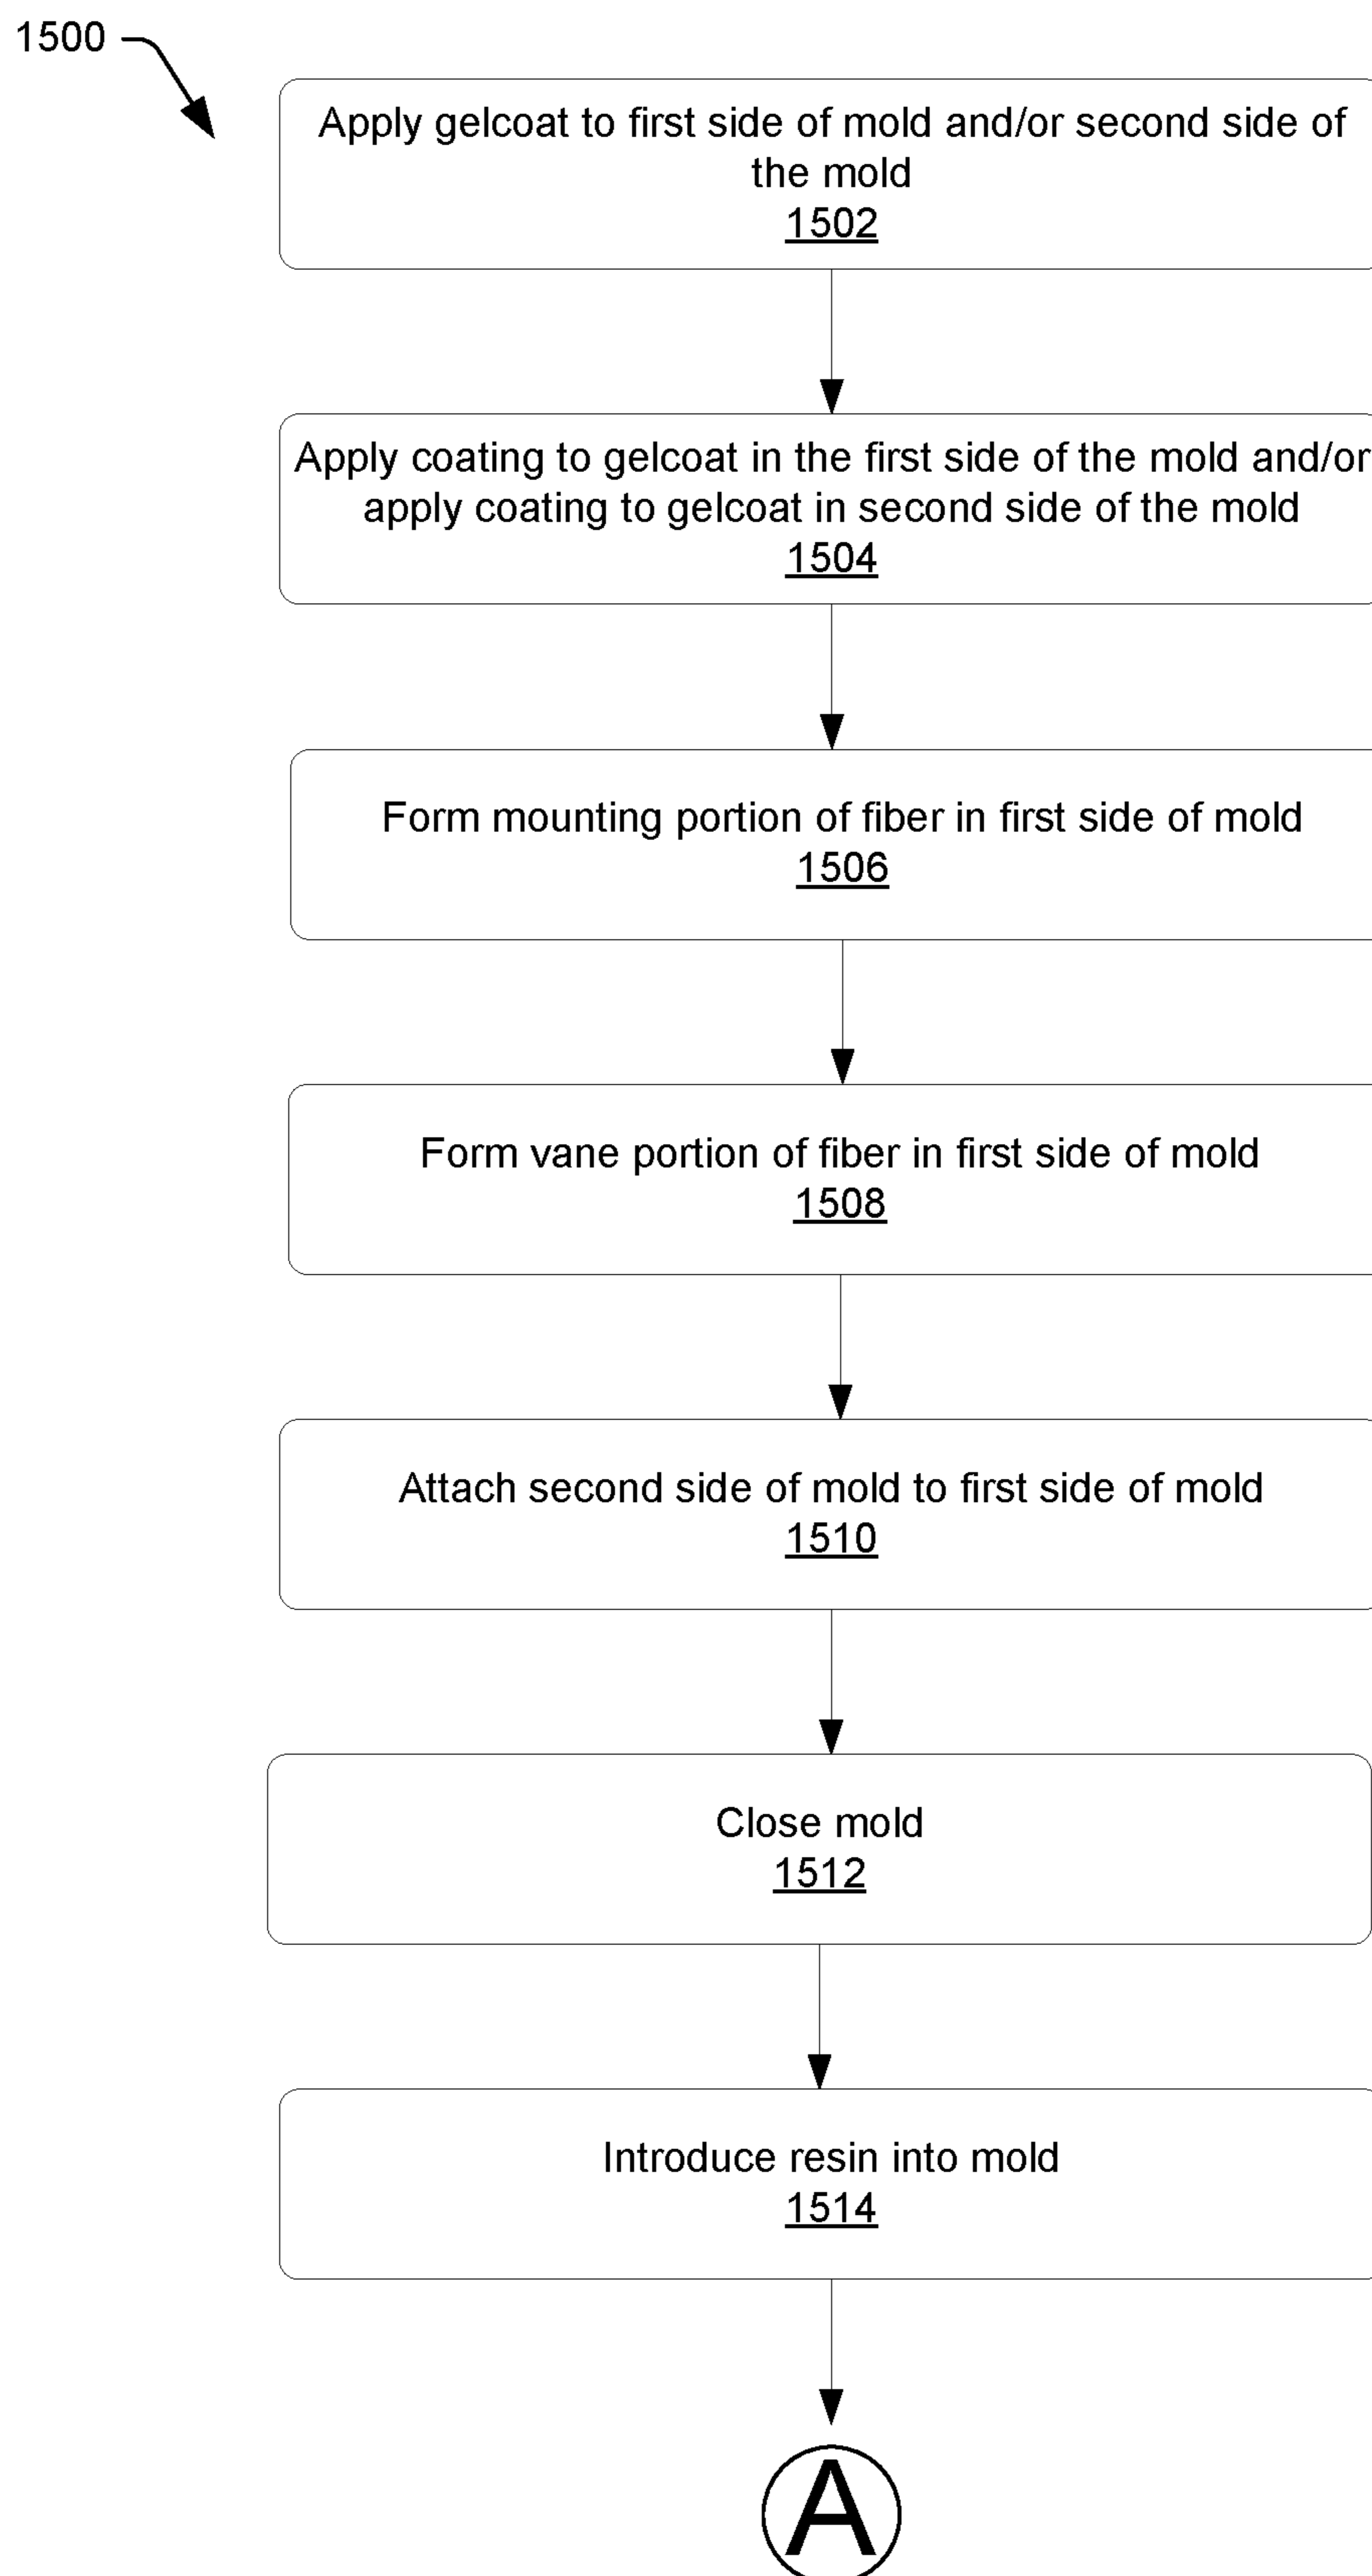 1500
Apply gelcoat to first side of mold and/or second side of
the mold
1502
Apply coating to gelcoat in the first side of the mold and/or
apply coating to gelcoat in second side of the mold
1504
Form mounting portion of fiber in first side of mold
1506
Form vane portion of fiber in first side of mold
1508
Attach second side of mold to first side of mold
1510
Close mold
1512
Introduce resin into mold
1514
A